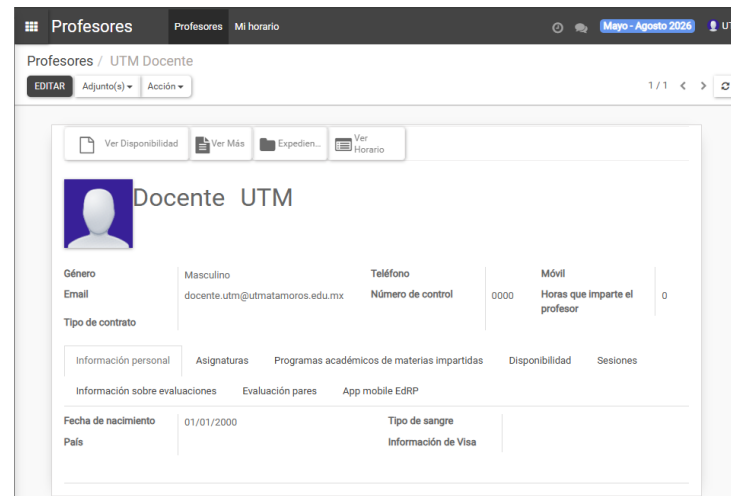 Profesores Profesores Mi horario Mayo - Agosto 2026
Profesores / UTM Docente
EDITAR Adjunto(s) Acción 1 / 1
Ver Disponibilidad Ver Más Expedien... Ver
Horario
Docente UTM
Género Masculino Teléfono Móvil
Email docente.utm@utmatamoros.edu.mx Número de control 0000 Horas que imparte el 0
profesor
Tipo de contrato
Información personal Asignaturas Programas académicos de materias impartidas Disponibilidad Sesiones
Información sobre evaluaciones Evaluación pares App mobile EdRP
Fecha de nacimiento 01/01/2000 Tipo de sangre
País Información de Visa